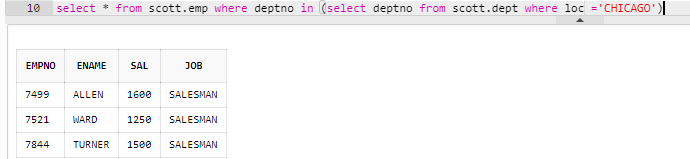 10 select * from scott.emp where deptno in (select deptno from scott.dept where loc ='CHICAGO')
EMPNO ENAME SAL JOB
7499 ALLEN 1600 SALESMAN
7521 WARD 1250 SALESMAN
7844 TURNER 1500 SALESMAN